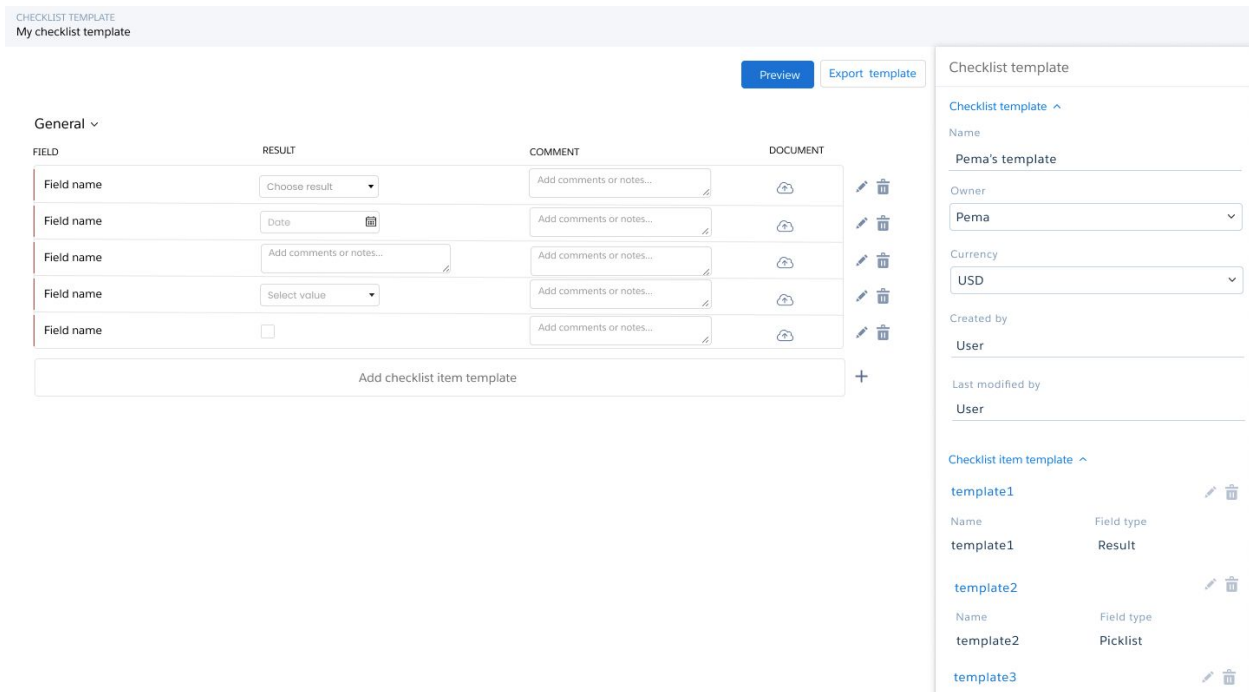 CHECKLIST TEMPLATE
My checklist template
Preview
Export template
General
FIELD RESULT COMMENT DOCUMENT
Field name Choose result Add comments or notes...
Field name Date Add comments or notes...
Field name Add comments or notes... Add comments or notes...
Field name Select value Add comments or notes...
Field name Add comments or notes...
Add checklist item template
Checklist template
Checklist template
Name
Pema's template
Owner
Pema
Currency
USD
Created by
User
Last modified by
User
Checklist item template
template1
Name Field type
template1 Result
template2
Name Field type
template2 Picklist
template3